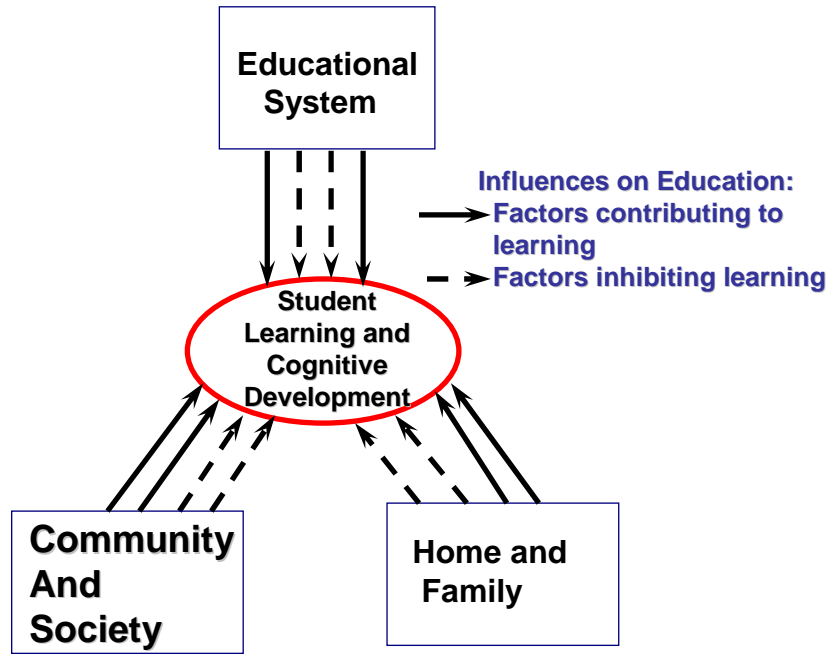 Educational
System
Influences on Education:
Factors contributing to
learning
Factors inhibiting learning
Student
Learning and
Cognitive
Development
Community
And
Society
Home and
Family